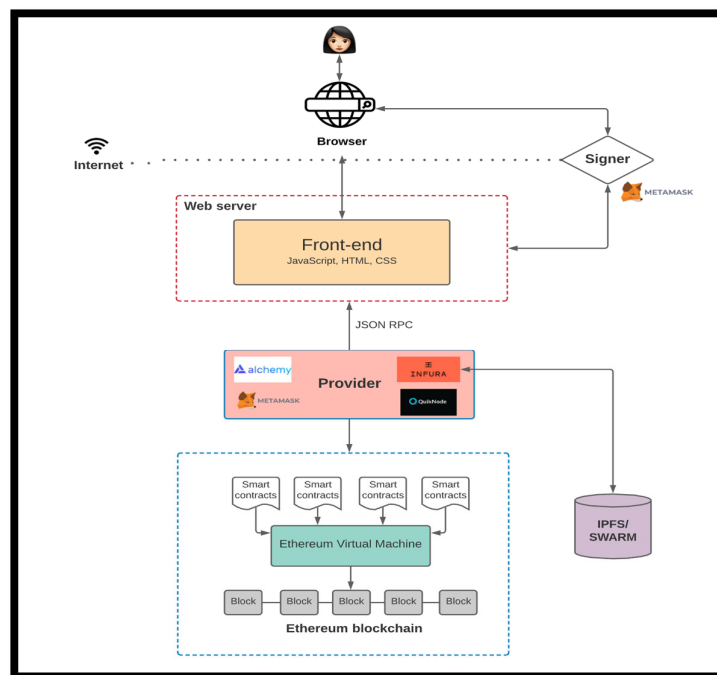 Browser
Internet
Signer
METAMASK
Web server
Front-end
JavaScript, HTML, CSS
JSON RPC
alchemy
INFURA
Provider
METAMASK
QuikNode
Smart contracts
Smart contracts
Smart contracts
Smart contracts
IPFS/
SWARM
Ethereum Virtual Machine
Block
Block
Block
Block
Block
Ethereum blockchain